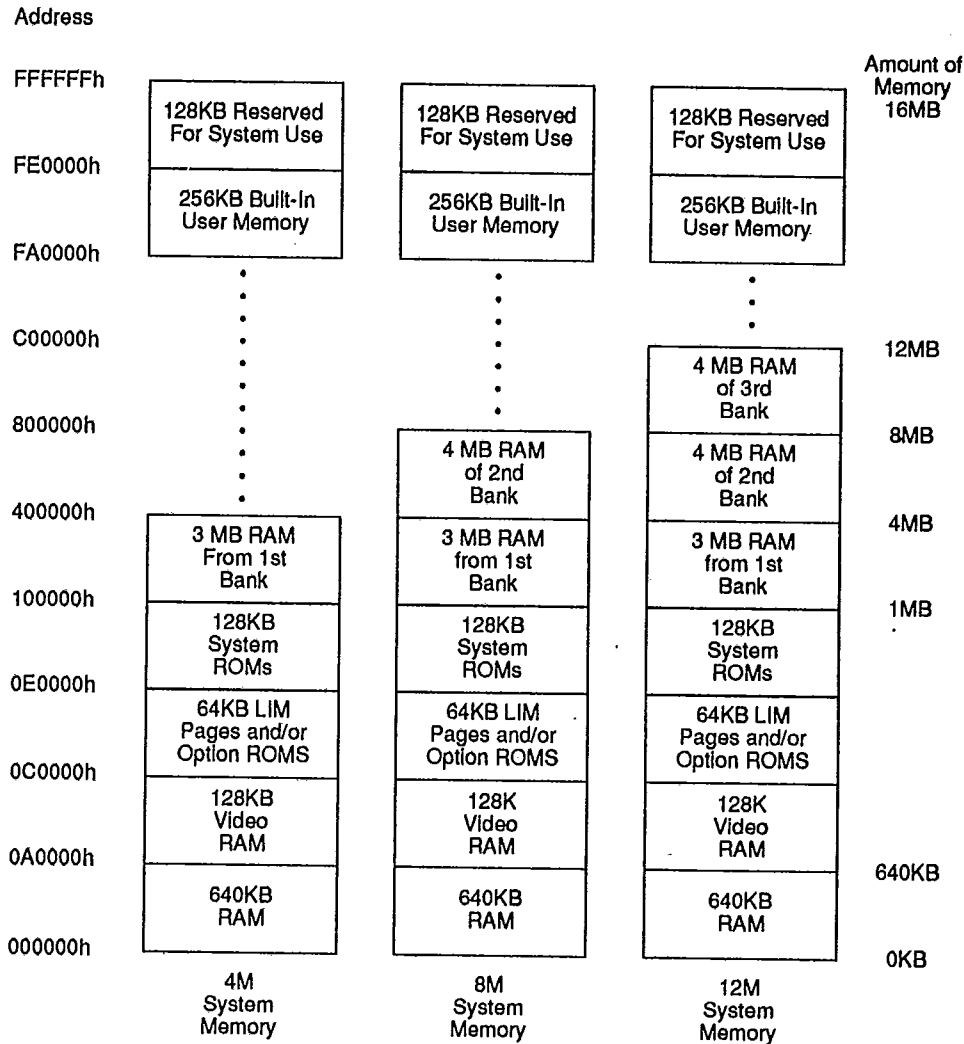 Address
FFFFFFh
FE0000h
FA0000h
C00000h
800000h
400000h
100000h
0E0000h
0C0000h
0A0000h
000000h
128KB Reserved
For System Use
256KB Built-In
User Memory
3 MB RAM
From 1st
Bank
128KB
System
ROMs
64KB LIM
Pages and/or
Option ROMS
128KB
Video
RAM
640KB
RAM
4M
System
Memory
128KB Reserved
For System Use
256KB Built-In
User Memory
4 MB RAM
of 2nd
Bank
3 MB RAM
from 1st
Bank
128KB
System
ROMs
64KB LIM
Pages and/or
Option ROMS
128K
Video
RAM
640KB
RAM
8M
System
Memory
128KB Reserved
For System Use
256KB Built-In
User Memory
4 MB RAM
of 3rd
Bank
4 MB RAM
of 2nd
Bank
3 MB RAM
from 1st
Bank
128KB
System
ROMs
64KB LIM
Pages and/or
Option ROMS
128K
Video
RAM
640KB
RAM
12M
System
Memory
Amount of
Memory
16MB
12MB
8MB
4MB
1MB
640KB
0KB